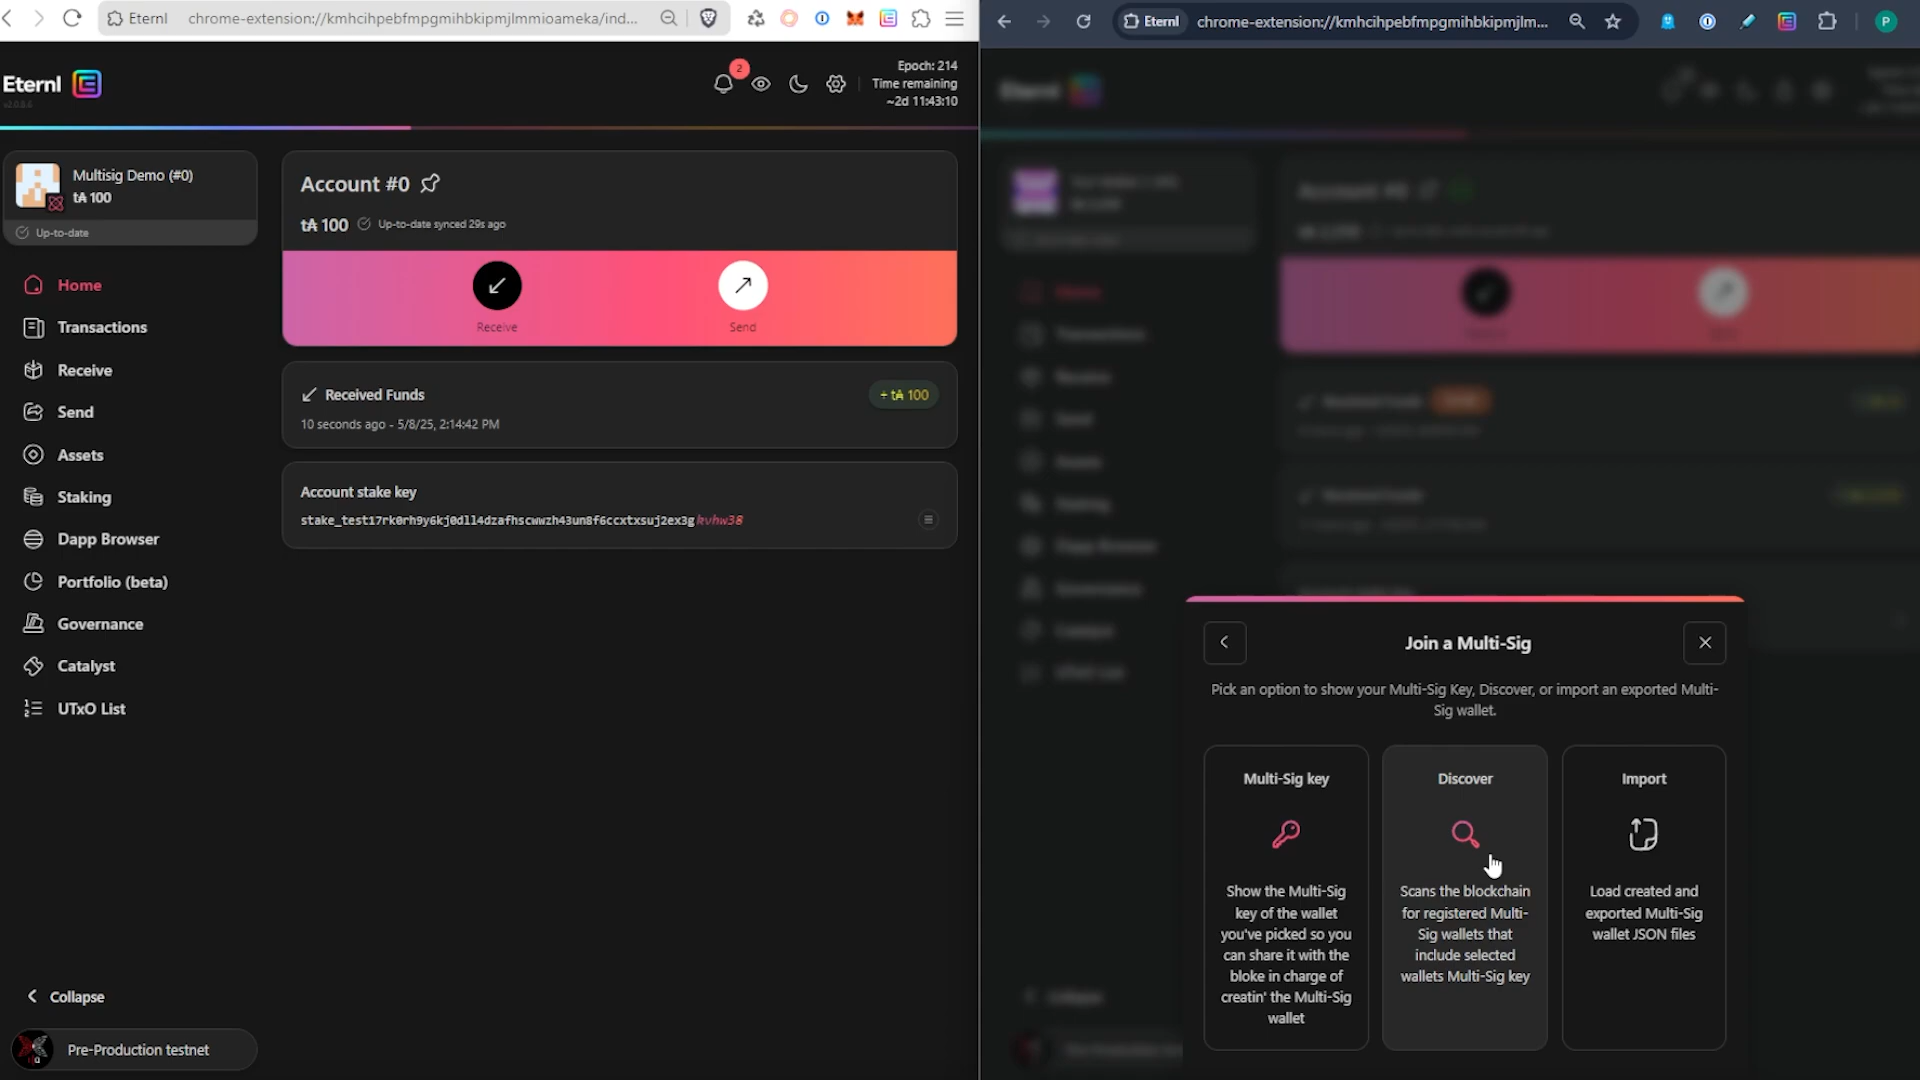 Eternl
chrome-extension://kmhcihpebfmpgmihbkipmjlmmioameka/ind...
Eternl
v2.0.8.6
2
Epoch: 214
Time remaining
~2d 11:43:10
Multisig Demo (#0)
t₳ 100
Up-to-date
Home
Transactions
Receive
Send
Assets
Staking
Dapp Browser
Portfolio (beta)
Governance
Catalyst
UTxO List
Collapse
Pre-Production testnet
Account #0
t₳ 100
Up-to-date synced 29s ago
Receive
Send
Received Funds
+ t₳ 100
10 seconds ago - 5/8/25, 2:14:42 PM
Account stake key
stake_test17rk0rh9y6kj0dll4dzafhscwwzh43un8f6ccxtxsuj2ex3gkvhw38
Eternl
chrome-extension://kmhcihpebfmpgmihbkipmjlm...
P
Join a Multi-Sig
Pick an option to show your Multi-Sig Key, Discover, or import an exported Multi-
Sig wallet.
Multi-Sig key
Show the Multi-Sig
key of the wallet
you've picked so you
can share it with the
bloke in charge of
creatin' the Multi-Sig
wallet
Discover
Scans the blockchain
for registered Multi-
Sig wallets that
include selected
wallets Multi-Sig key
Import
Load created and
exported Multi-Sig
wallet JSON files